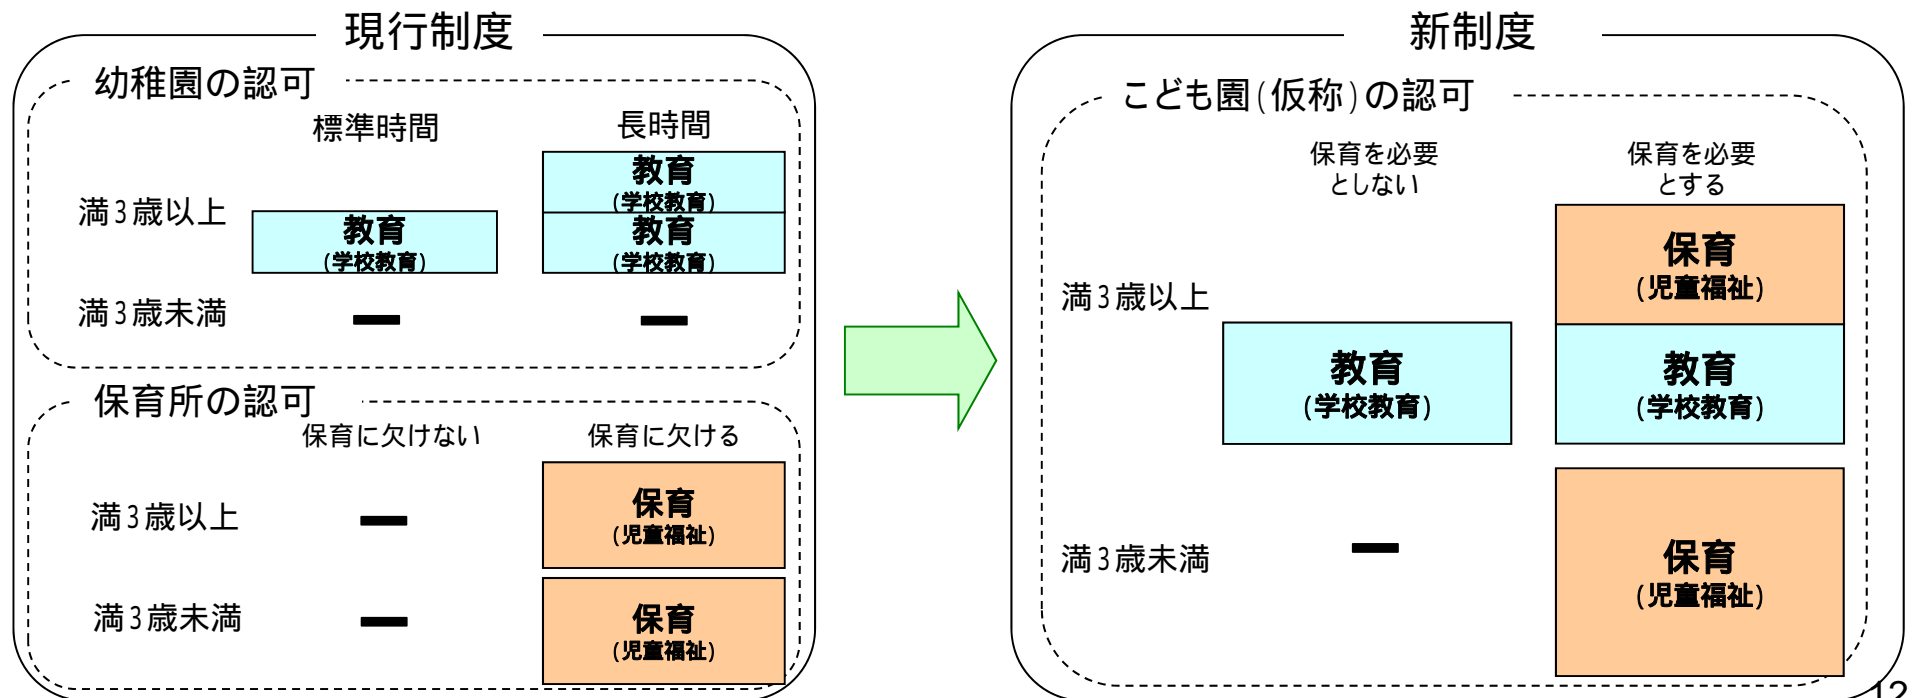 現行制度
幼稚園の認可
標準時間 長時間
教育
(学校教育)
満3歳以上
教育
(学校教育)
教育
(学校教育)
満3歳未満 ー ー
保育所の認可
保育に欠けない 保育に欠ける
満3歳以上 ー
保育
(児童福祉)
満3歳未満 ー
保育
(児童福祉)
新制度
こども園(仮称)の認可
保育を必要
としない
保育を必要
とする
満3歳以上
保育
(児童福祉)
教育
(学校教育)
教育
(学校教育)
満3歳未満 ー
保育
(児童福祉)
12